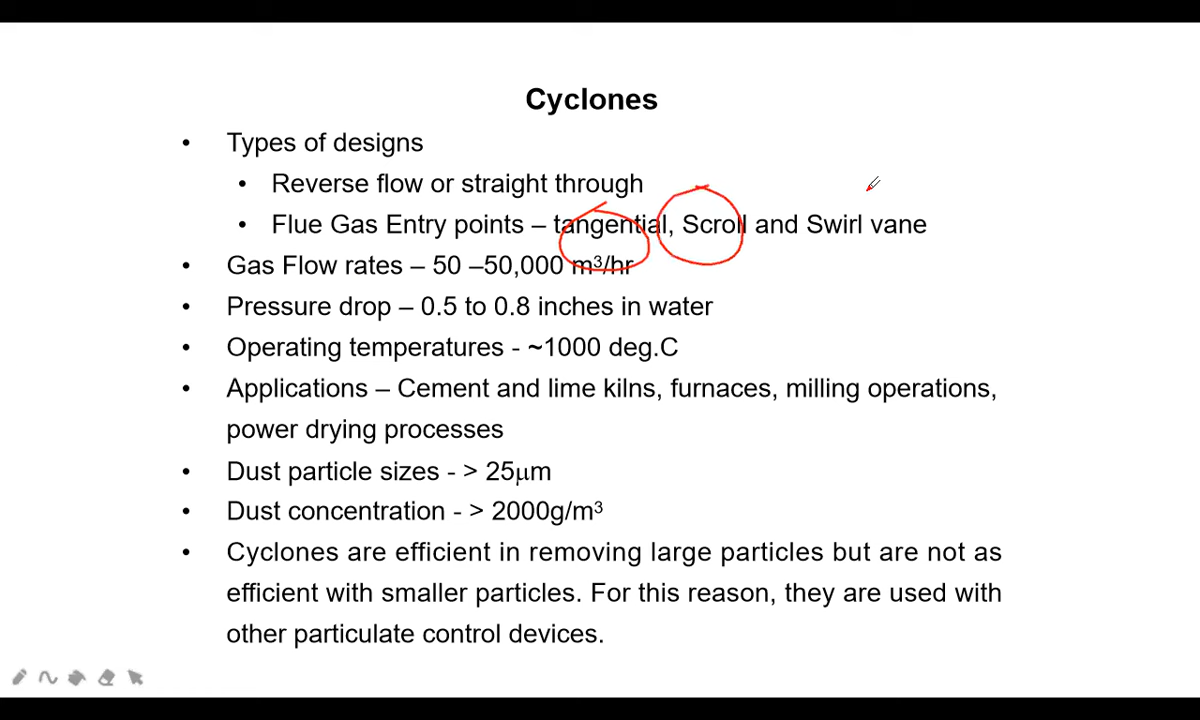 Cyclones
• Types of designs
• Reverse flow or straight through
• Flue Gas Entry points – tangential, Scroll and Swirl vane
• Gas Flow rates – 50 –50,000 m³/hr
• Pressure drop – 0.5 to 0.8 inches in water
• Operating temperatures - ~1000 deg.C
• Applications – Cement and lime kilns, furnaces, milling operations,
power drying processes
• Dust particle sizes - > 25μm
• Dust concentration - > 2000g/m³
• Cyclones are efficient in removing large particles but are not as
efficient with smaller particles. For this reason, they are used with
other particulate control devices.